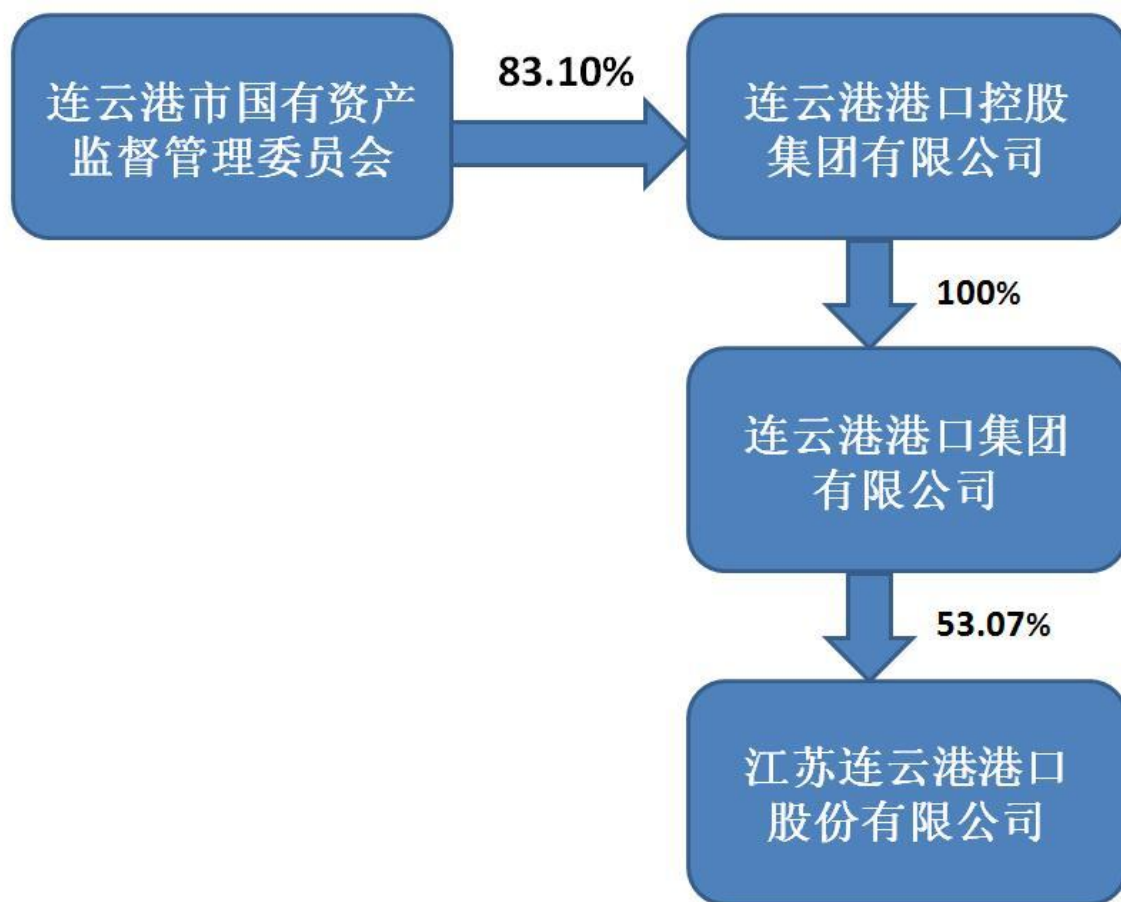 连云港市国有资产
监督管理委员会
83.10%
连云港港口控股
集团有限公司
100%
连云港港口集团
有限公司
53.07%
江苏连云港港口
股份有限公司